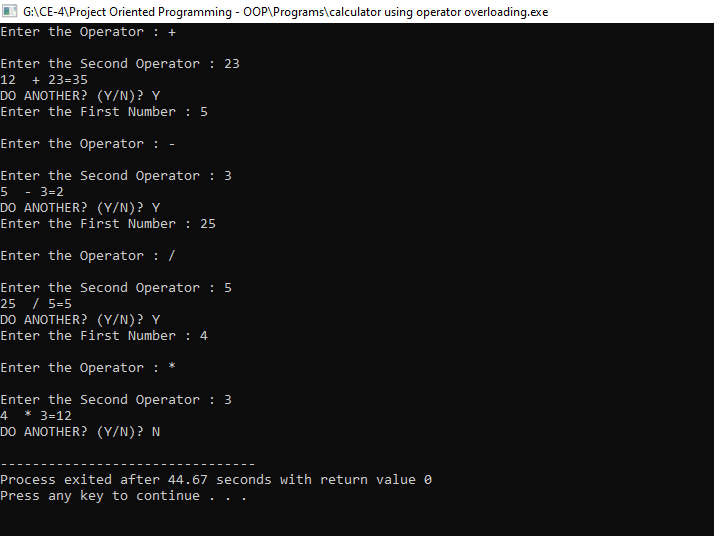 G:\CE-4\Project Oriented Programming - OOP\Programs\calculator using operator overloading.exe
Enter the Operator : +
Enter the Second Operator : 23
12  + 23=35
DO ANOTHER? (Y/N)? Y
Enter the First Number : 5
Enter the Operator : -
Enter the Second Operator : 3
5  - 3=2
DO ANOTHER? (Y/N)? Y
Enter the First Number : 25
Enter the Operator : /
Enter the Second Operator : 5
25  / 5=5
DO ANOTHER? (Y/N)? Y
Enter the First Number : 4
Enter the Operator : *
Enter the Second Operator : 3
4  * 3=12
DO ANOTHER? (Y/N)? N
--------------------------------
Process exited after 44.67 seconds with return value 0
Press any key to continue . . .